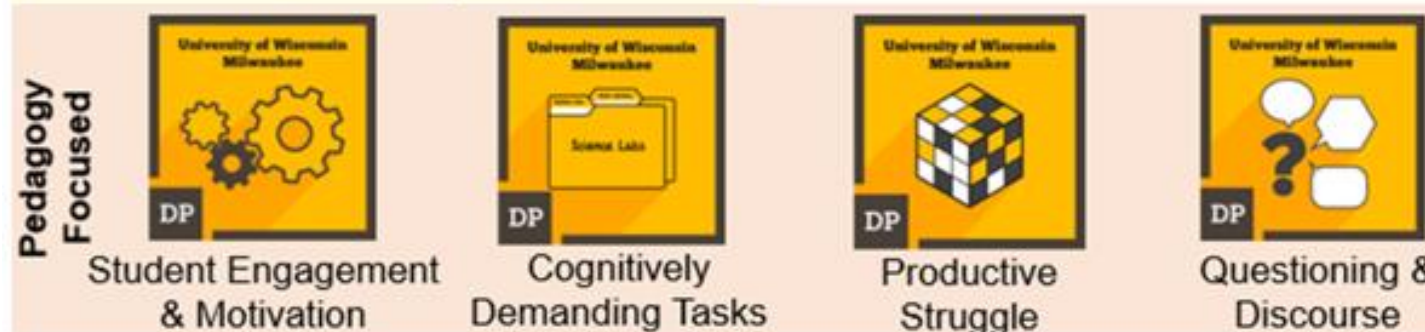 Pedagogy
Focused
University of Wisconsin
Milwaukee
DP
Student Engagement
& Motivation
University of Wisconsin
Milwaukee
Science Labs
DP
Cognitively
Demanding Tasks
University of Wisconsin
Milwaukee
DP
Productive
Struggle
University of Wisconsin
Milwaukee
?
DP
Questioning &
Discourse